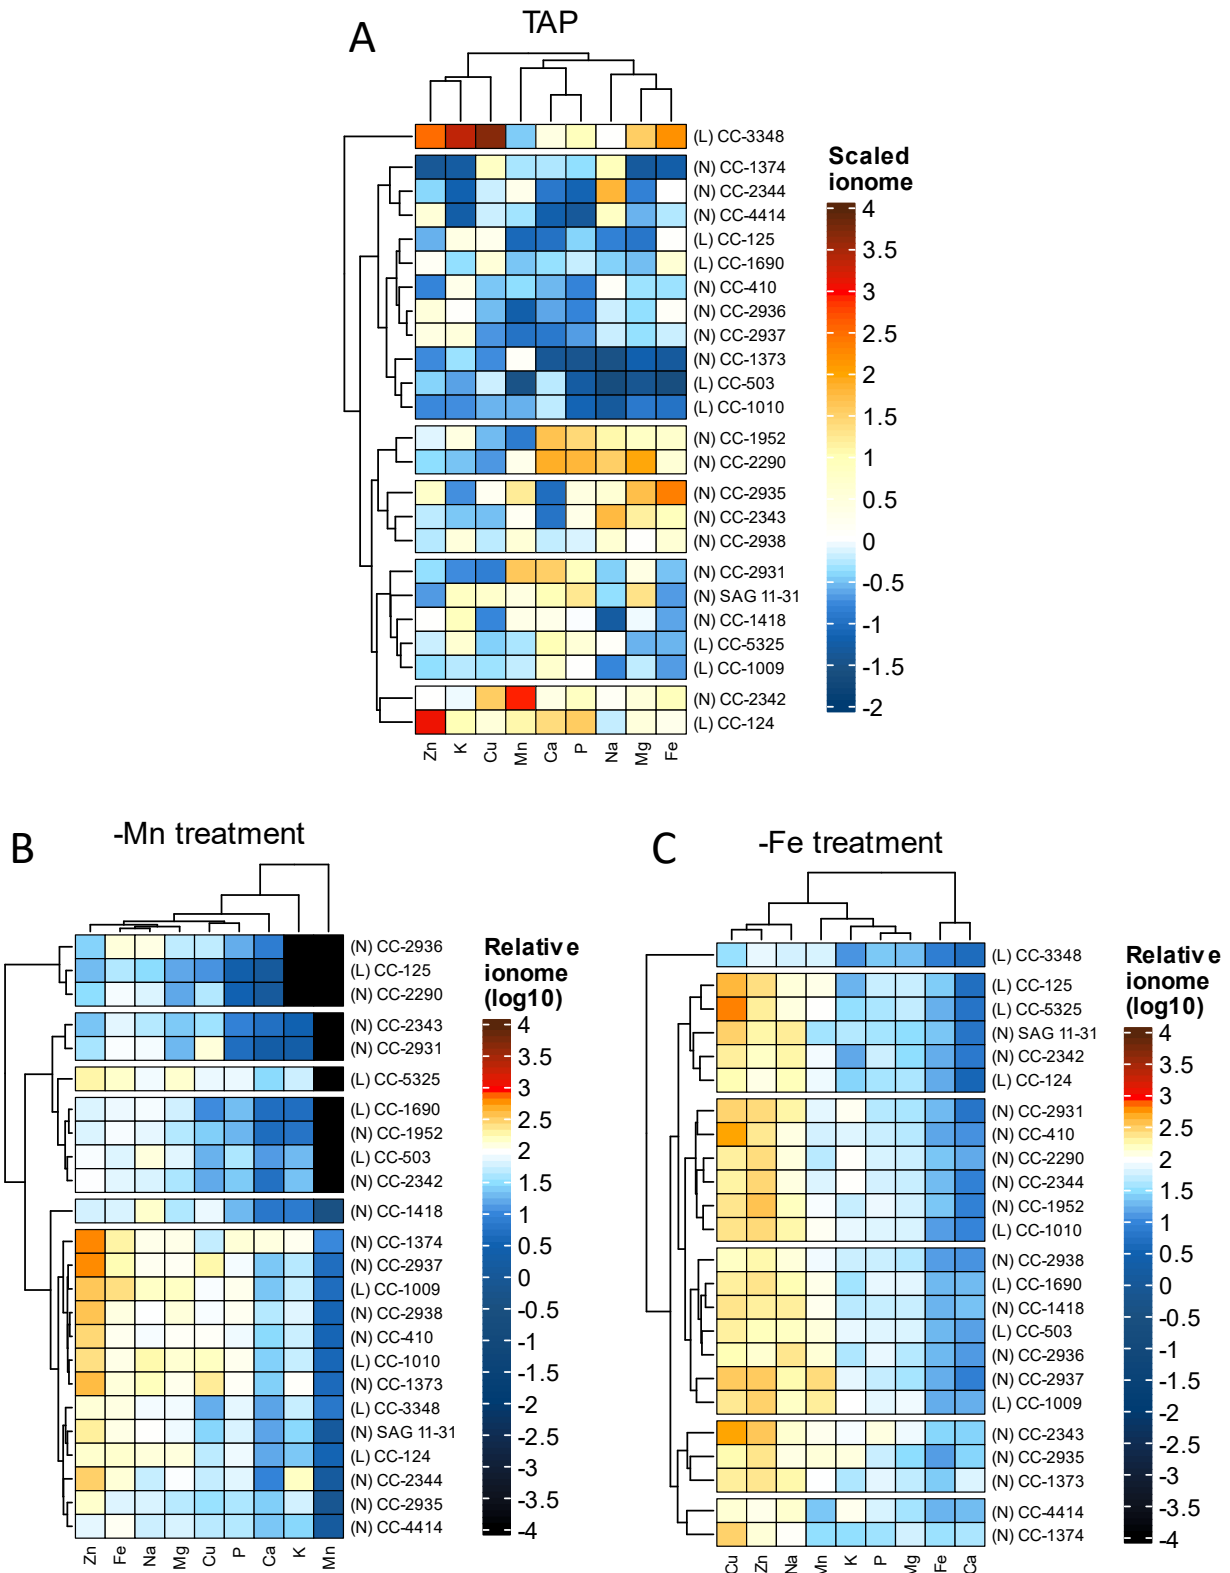 A
TAP
(L) CC-3348
(N) CC-1374
(N) CC-2344
(N) CC-4414
(L) CC-125
(L) CC-1690
(N) CC-410
(N) CC-2936
(N) CC-2937
(N) CC-1373
(L) CC-503
(L) CC-1010
(N) CC-1952
(N) CC-2290
(N) CC-2935
(N) CC-2343
(N) CC-2938
(N) CC-2931
(N) SAG 11-31
(N) CC-1418
(L) CC-5325
(L) CC-1009
(N) CC-2342
(L) CC-124
Zn K Cu Mn Ca P Na Mg Fe
Scaled
ionome
4
3.5
3
2.5
2
1.5
1
0.5
0
-0.5
-1
-1.5
-2
B
-Mn treatment
(N) CC-2936
(L) CC-125
(N) CC-2290
(N) CC-2343
(N) CC-2931
(L) CC-5325
(L) CC-1690
(N) CC-1952
(L) CC-503
(N) CC-2342
(N) CC-1418
(N) CC-1374
(N) CC-2937
(L) CC-1009
(N) CC-2938
(N) CC-410
(L) CC-1010
(N) CC-1373
(L) CC-3348
(N) SAG 11-31
(L) CC-124
(N) CC-2344
(N) CC-2935
(N) CC-4414
Zn Fe Na Mg Cu P Ca K Mn
Relative
ionome
(log10)
4
3.5
3
2.5
2
1.5
1
0.5
0
-0.5
-1
-1.5
-2
-2.5
-3
-3.5
-4
C
-Fe treatment
(L) CC-3348
(L) CC-125
(L) CC-5325
(N) SAG 11-31
(N) CC-2342
(L) CC-124
(N) CC-2931
(N) CC-410
(N) CC-2290
(N) CC-2344
(N) CC-1952
(L) CC-1010
(N) CC-2938
(L) CC-1690
(N) CC-1418
(L) CC-503
(N) CC-2936
(N) CC-2937
(L) CC-1009
(N) CC-2343
(N) CC-2935
(N) CC-1373
(N) CC-4414
(N) CC-1374
Cu Zn Na Mn K P Mg Fe Ca
Relative
ionome
(log10)
4
3.5
3
2.5
2
1.5
1
0.5
0
-0.5
-1
-1.5
-2
-2.5
-3
-3.5
-4